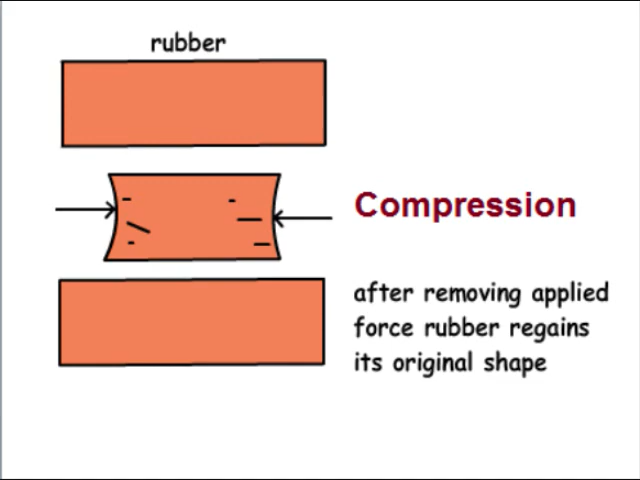 rubber
Compression
after removing applied
force rubber regains
its original shape